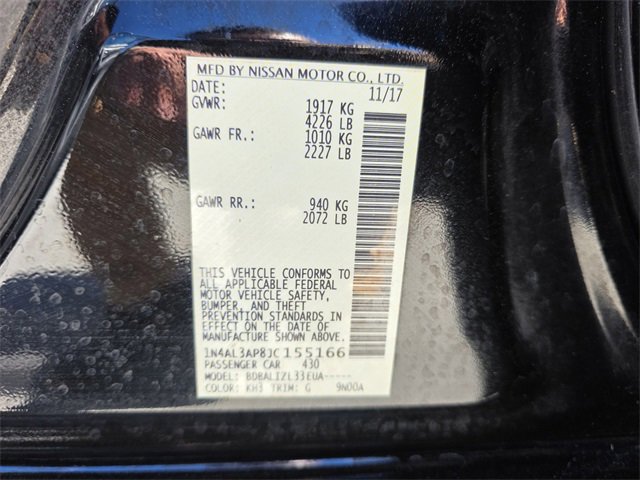 MFD BY NISSAN MOTOR CO., LTD.
DATE: 11/17
GVWR: 1917 KG
4226 LB
GAWR FR.: 1010 KG
2227 LB
GAWR RR.: 940 KG
2072 LB
THIS VEHICLE CONFORMS TO
ALL APPLICABLE FEDERAL
MOTOR VEHICLE SAFETY,
BUMPER, AND THEFT
PREVENTION STANDARDS IN
EFFECT ON THE DATE OF
MANUFACTURE SHOWN ABOVE.
1N4AL3AP8JC155166
PASSENGER CAR 430
MODEL: BDBALTZL33EUA-----
COLOR: KH3 TRIM: G 9N00A